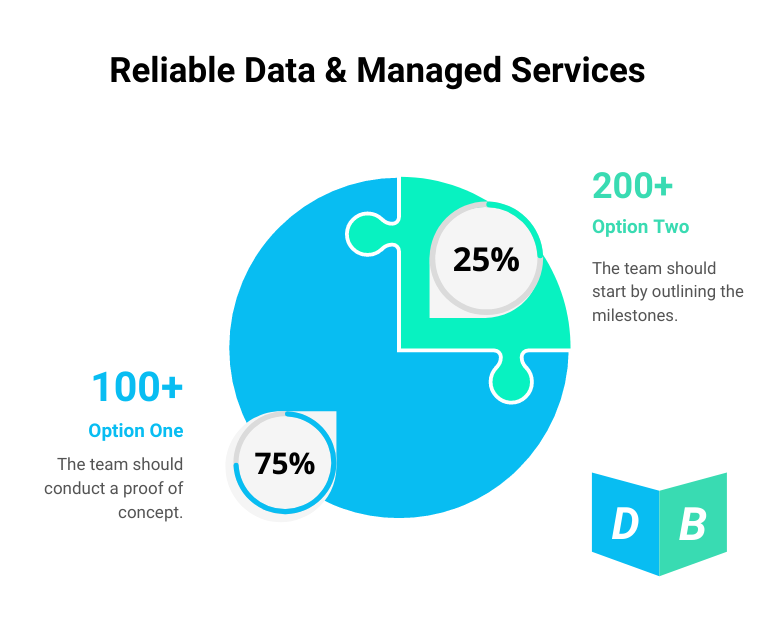 Reliable Data & Managed Services
200+
Option Two
The team should
start by outlining the
milestones.
25%
100+
Option One
The team should
conduct a proof of
concept.
75%
D B